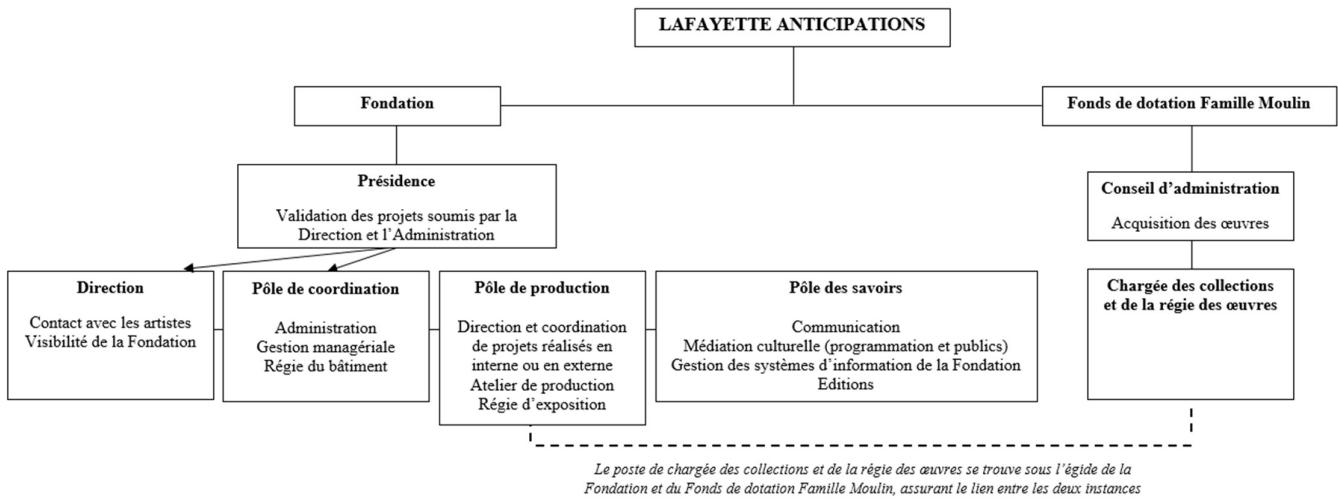 LAFAYETTE ANTICIPATIONS
Fondation
Fonds de dotation Famille Moulin
Présidence
Validation des projets soumis par la
Direction et l’Administration
Conseil d’administration
Acquisition des œuvres
Direction
Contact avec les artistes
Visibilité de la Fondation
Pôle de coordination
Administration
Gestion managériale
Régie du bâtiment
Pôle de production
Direction et coordination
de projets réalisés en
interne ou en externe
Atelier de production
Régie d’exposition
Pôle des savoirs
Communication
Médiation culturelle (programmation et publics)
Gestion des systèmes d’information de la Fondation
Editions
Chargée des collections
et de la régie des œuvres
Le poste de chargée des collections et de la régie des œuvres se trouve sous l’égide de la
Fondation et du Fonds de dotation Famille Moulin, assurant le lien entre les deux instances